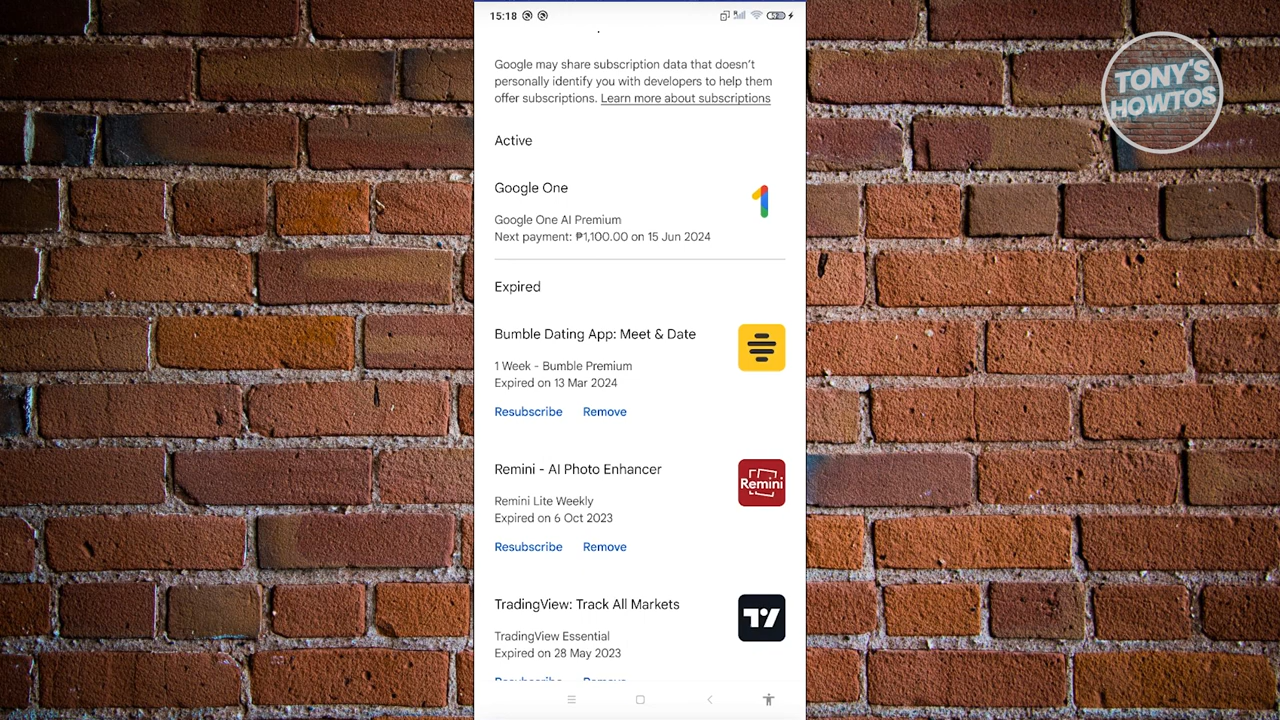 15:18
Google may share subscription data that doesn't
personally identify you with developers to help them
offer subscriptions. Learn more about subscriptions
Active
Google One
Google One AI Premium
Next payment: ₱1,100.00 on 15 Jun 2024
Expired
Bumble Dating App: Meet & Date
1 Week - Bumble Premium
Expired on 13 Mar 2024
Resubscribe Remove
Remini - AI Photo Enhancer
Remini
Remini Lite Weekly
Expired on 6 Oct 2023
Resubscribe Remove
TradingView: Track All Markets
TradingView Essential
Expired on 28 May 2023
Resubscribe Remove
TONY'S
HOWTOS